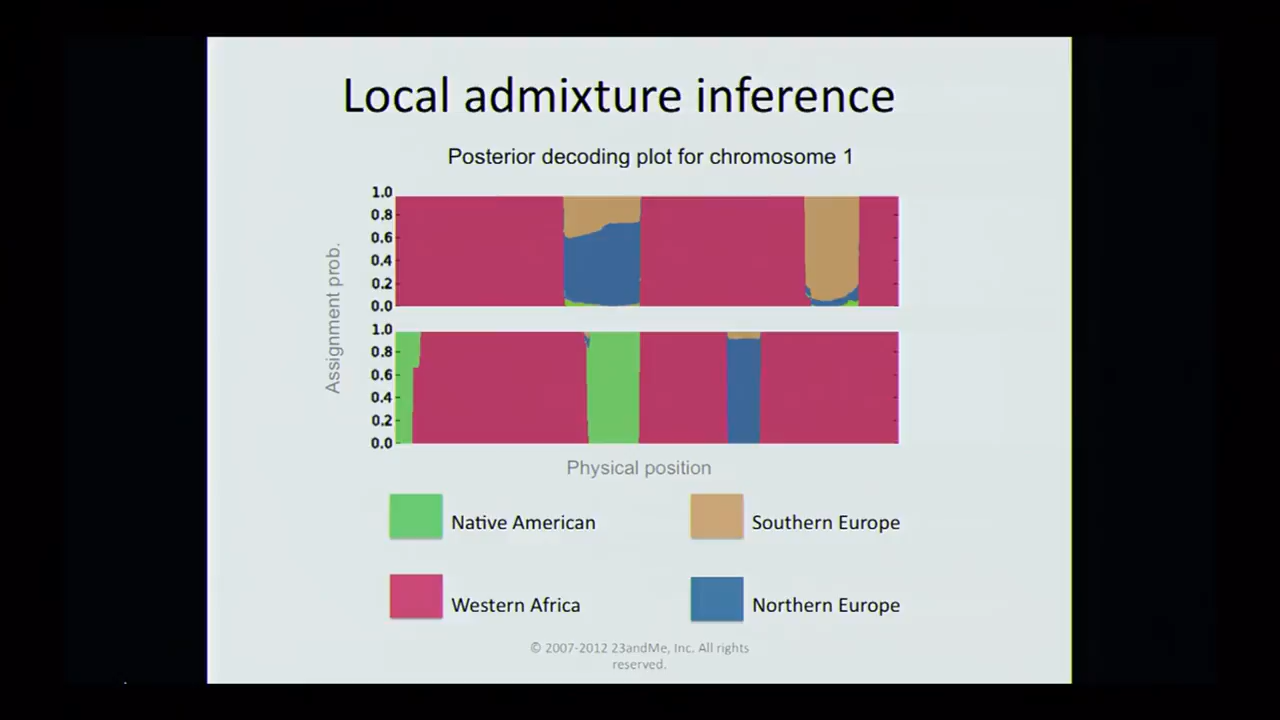 Local admixture inference
Posterior decoding plot for chromosome 1
Assignment prob.
1.0
0.8
0.6
0.4
0.2
0.0
1.0
0.8
0.6
0.4
0.2
0.0
Physical position
Native American
Southern Europe
Western Africa
Northern Europe
© 2007-2012 23andMe, Inc. All rights
reserved.